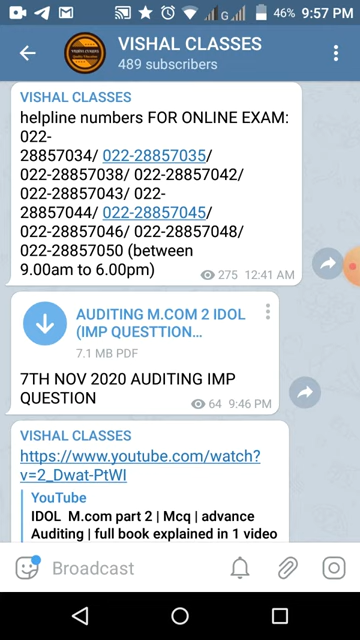 46% 9:57 PM
VISHAL CLASSES
489 subscribers
VISHAL CLASSES
helpline numbers FOR ONLINE EXAM:
022-
28857034/ 022-28857035/
022-28857038/ 022-28857042/
022-28857043/ 022-
28857044/ 022-28857045/
022-28857046/ 022-28857048/
022-28857050 (between
9.00am to 6.00pm)
275 12:41 AM
AUDITING M.COM 2 IDOL
(IMP QUESTTION...
7.1 MB PDF
7TH NOV 2020 AUDITING IMP
QUESTION
64 9:46 PM
VISHAL CLASSES
https://www.youtube.com/watch?
v=2_Dwat-PtWI
YouTube
IDOL M.com part 2 | Mcq | advance
Auditing | full book explained in 1 video
Broadcast